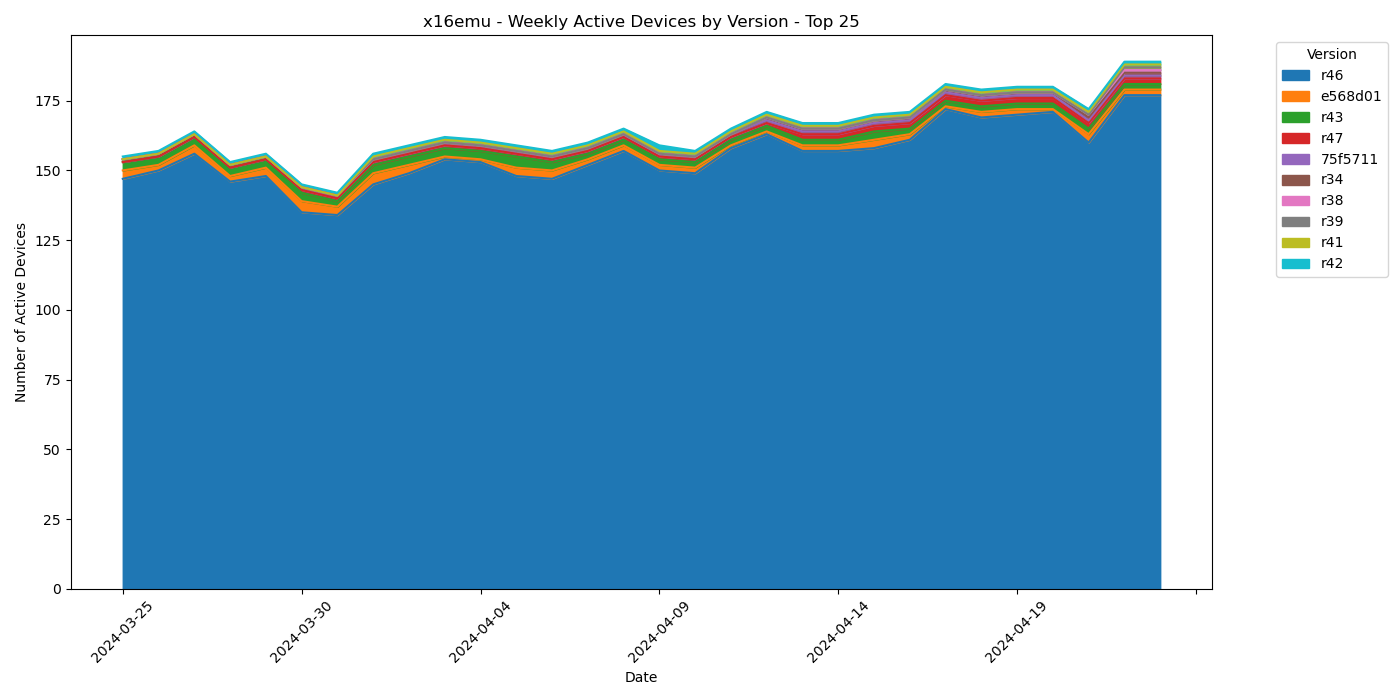 x16emu - Weekly Active Devices by Version - Top 25
Number of Active Devices
175
150
125
100
75
50
25
0
2024-03-25
2024-03-30
2024-04-04
2024-04-09
2024-04-14
2024-04-19
Date
Version
r46
e568d01
r43
r47
75f5711
r34
r38
r39
r41
r42